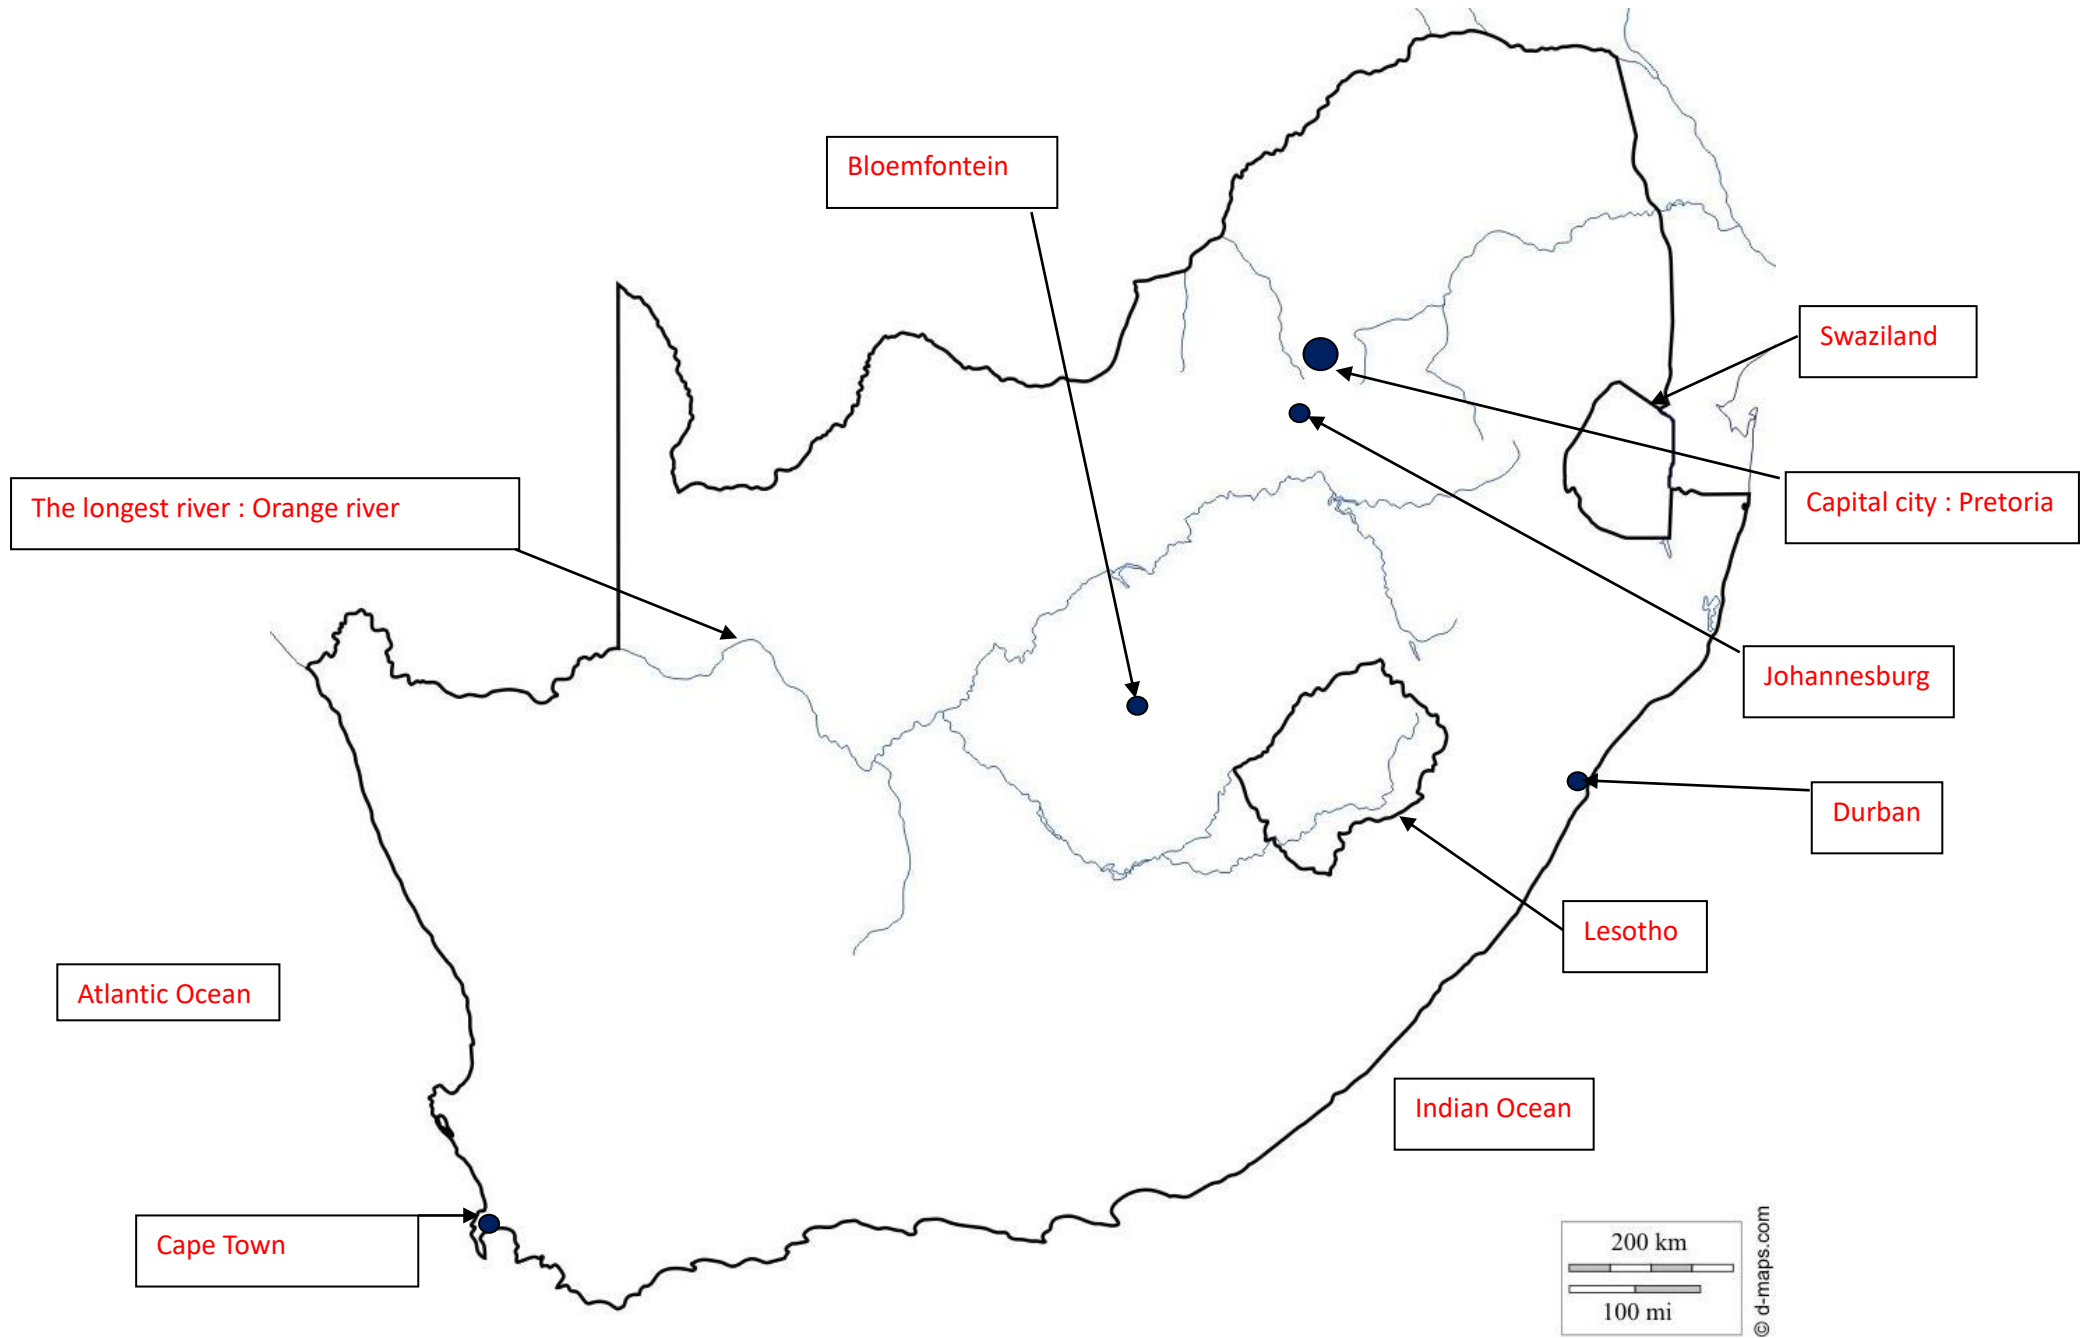 Bloemfontein
Swaziland
The longest river : Orange river
Capital city : Pretoria
Johannesburg
Durban
Lesotho
Atlantic Ocean
Indian Ocean
Cape Town
200 km
100 mi
© d-maps.com